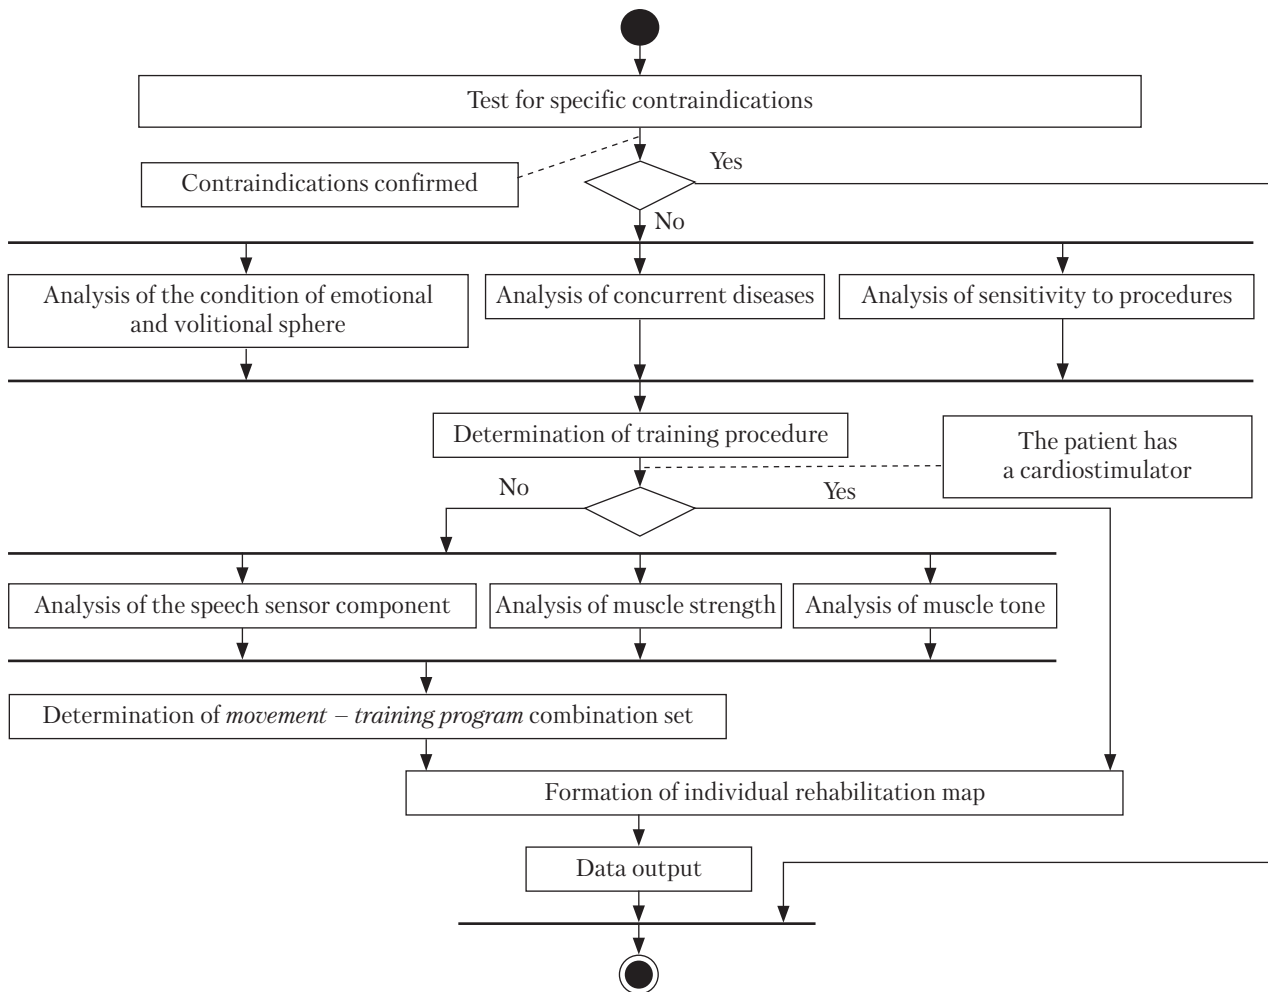 Test for specific contraindications
Yes
Contraindications confirmed
No
Analysis of the condition of emotional
and volitional sphere
Analysis of concurrent diseases
Analysis of sensitivity to procedures
Determination of training procedure
The patient has
a cardiostimulator
No
Yes
Analysis of the speech sensor component
Analysis of muscle strength
Analysis of muscle tone
Determination of movement – training program combination set
Formation of individual rehabilitation map
Data output